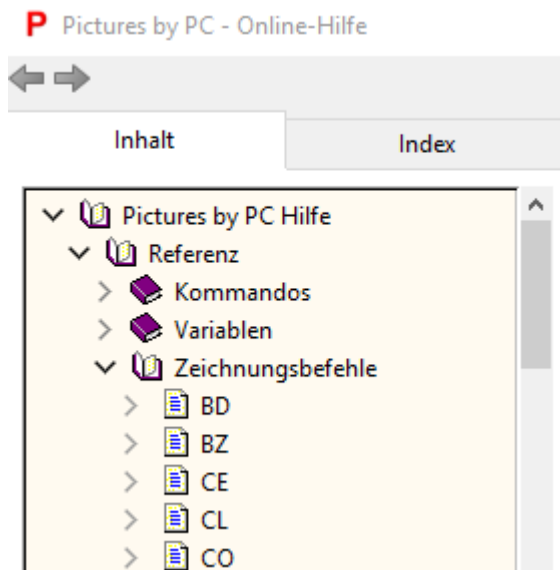 P Pictures by PC - Online-Hilfe
Inhalt Index
Pictures by PC Hilfe
Referenz
Kommandos
Variablen
Zeichnungsbefehle
BD
BZ
CE
CL
CO